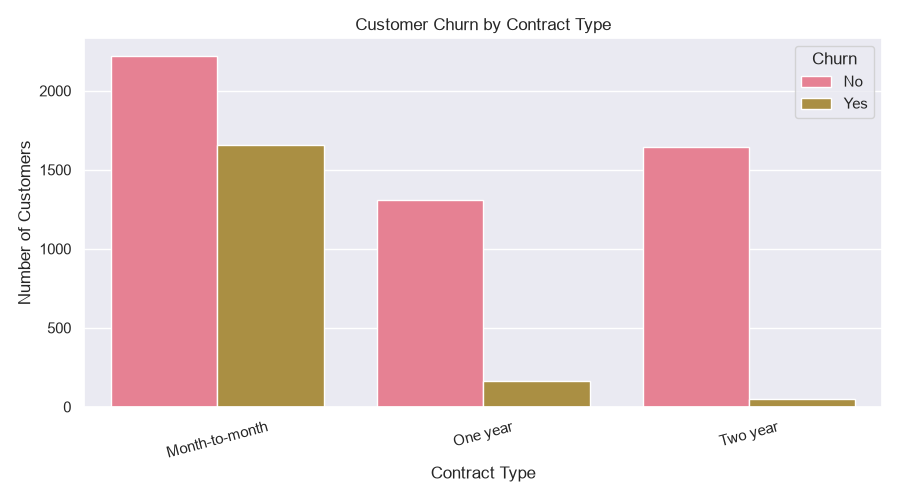 Customer Churn by Contract Type
Churn
No
Yes
Number of Customers
2000
1500
1000
500
0
Month-to-month
One year
Two year
Contract Type